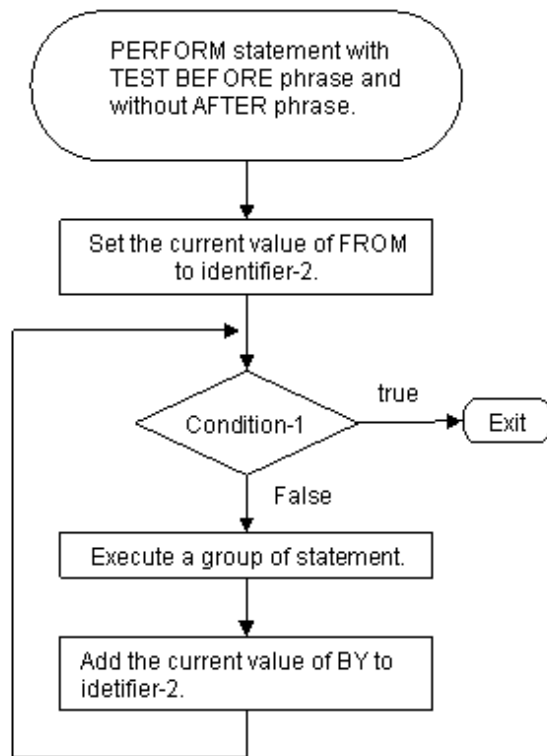 PERFORM statement with
TEST BEFORE phrase and
without AFTER phrase.
Set the current value of FROM
to identifier-2.
Condition-1
true
Exit
False
Execute a group of statement.
Add the current value of BY to
idetifier-2.